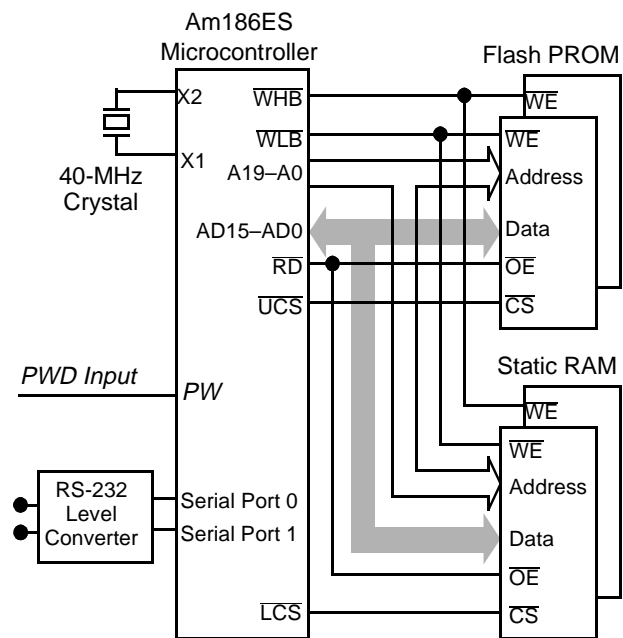 Am186ES
Microcontroller
Flash PROM
X2
WHB
WE
WLB
WE
X1
A19–A0
Address
40-MHz
Crystal
AD15–AD0
Data
RD
OE
UCS
CS
Static RAM
PWD Input
PW
WE
WE
RS-232
Level
Converter
Serial Port 0
Serial Port 1
Address
Data
OE
LCS
CS